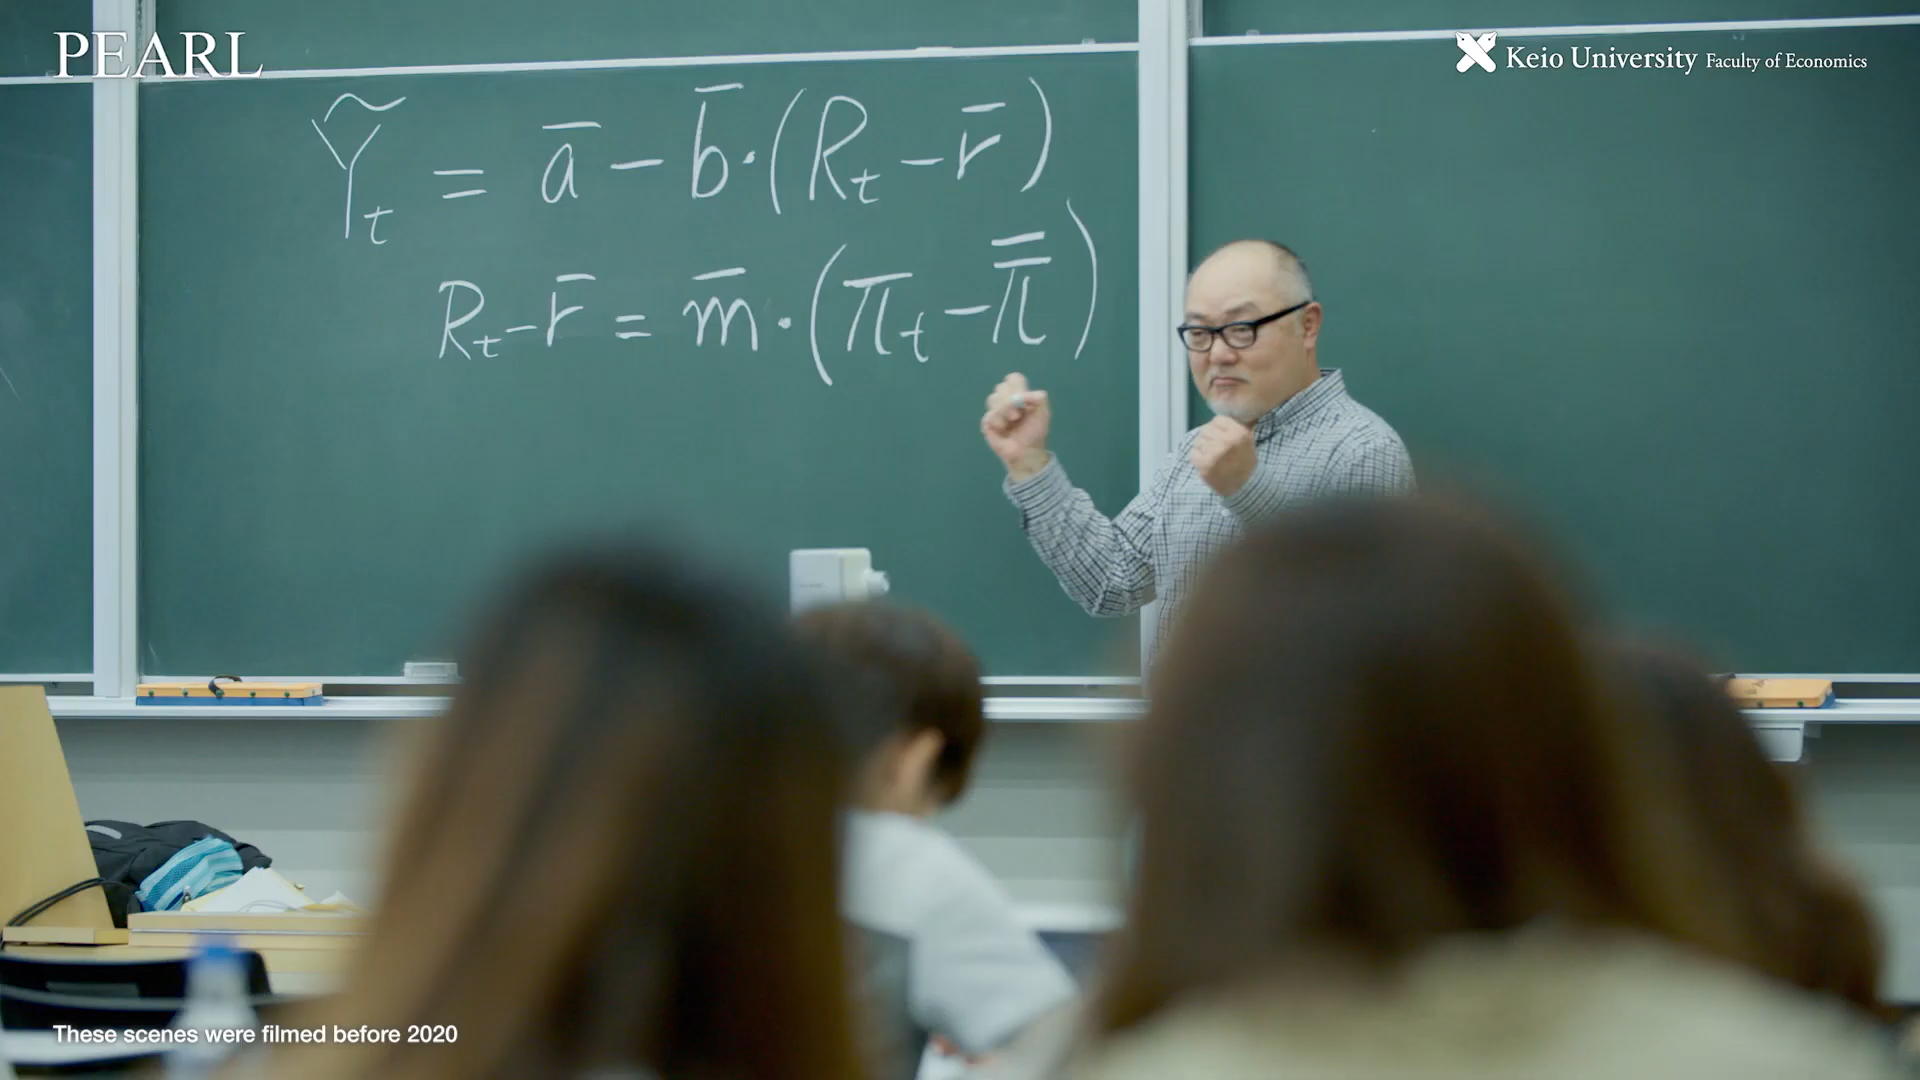 PEARL
Keio University Faculty of Economics
Ỹt = a̅ − b̅·(Rt − r̅)
Rt − r̅ = m̅·(πt − π̿)
These scenes were filmed before 2020